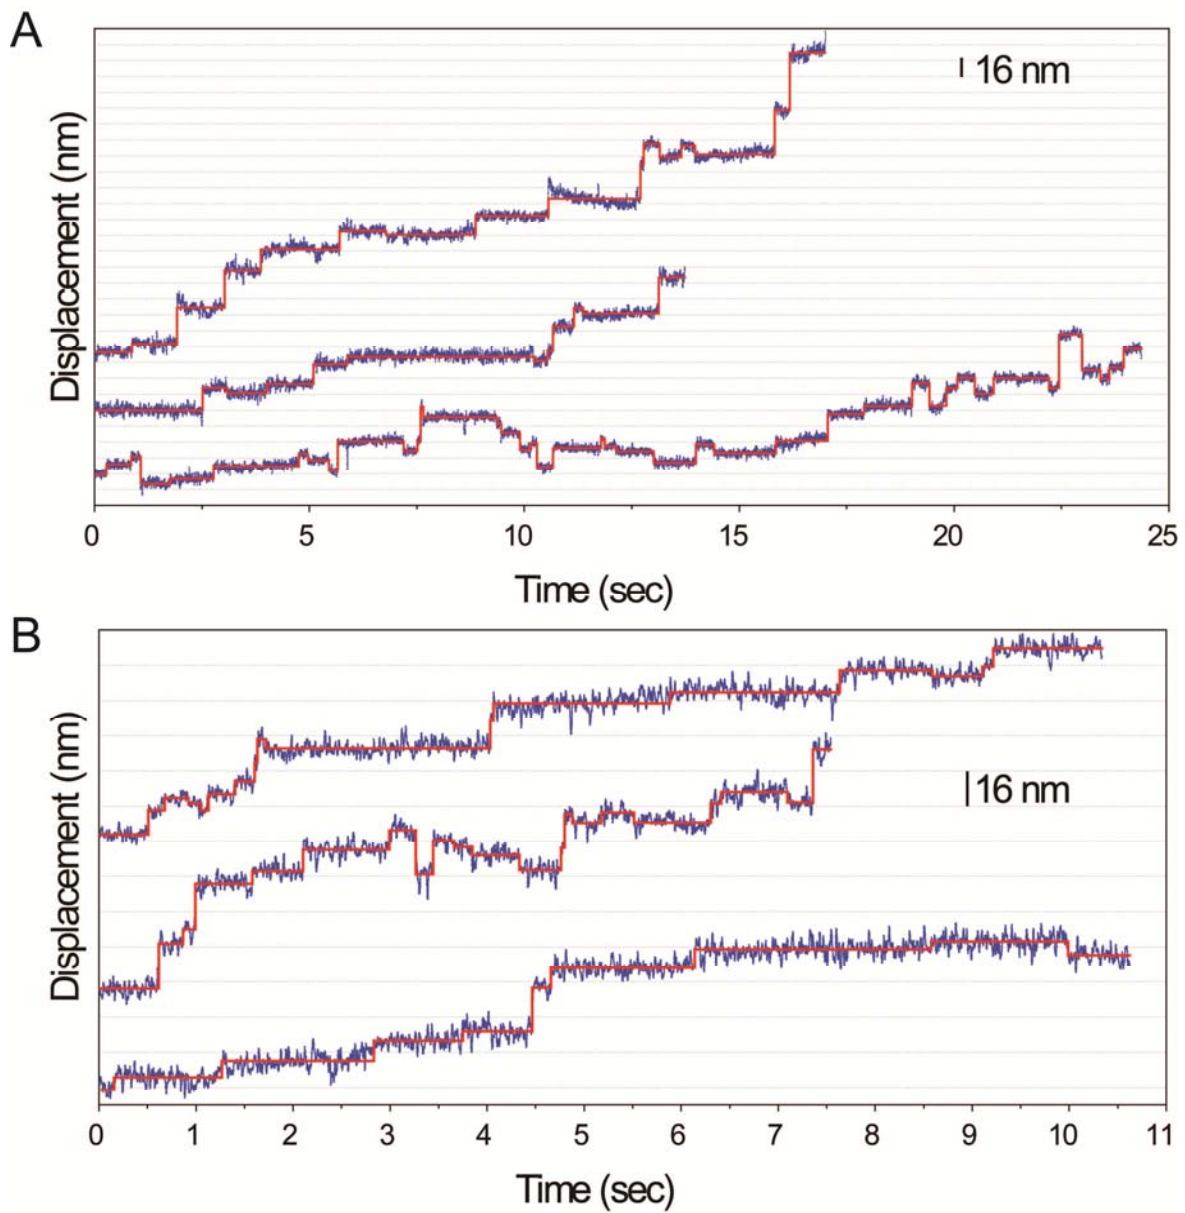 A
16 nm
Displacement (nm)
0 5 10 15 20 25
Time (sec)
B
16 nm
Displacement (nm)
0 1 2 3 4 5 6 7 8 9 10 11
Time (sec)